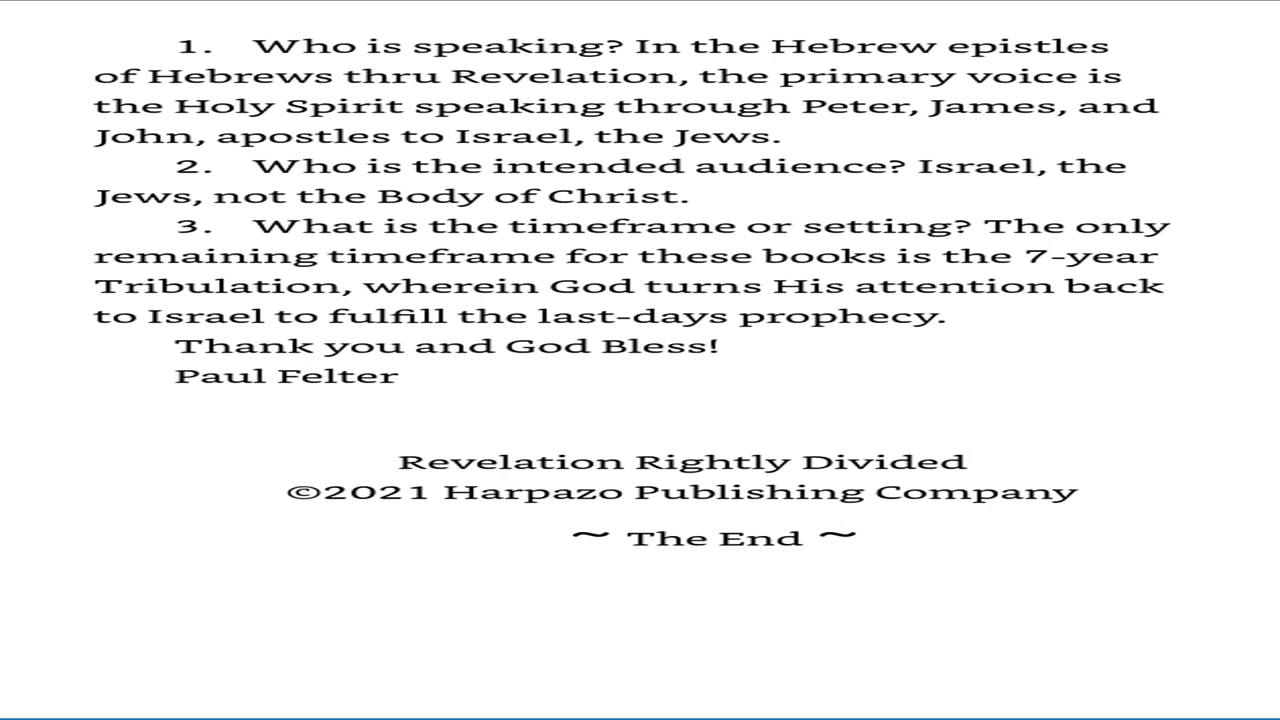 1. Who is speaking? In the Hebrew epistles
of Hebrews thru Revelation, the primary voice is
the Holy Spirit speaking through Peter, James, and
John, apostles to Israel, the Jews.
2. Who is the intended audience? Israel, the
Jews, not the Body of Christ.
3. What is the timeframe or setting? The only
remaining timeframe for these books is the 7-year
Tribulation, wherein God turns His attention back
to Israel to fulfill the last-days prophecy.
Thank you and God Bless!
Paul Felter
Revelation Rightly Divided
©2021 Harpazo Publishing Company
~ The End ~